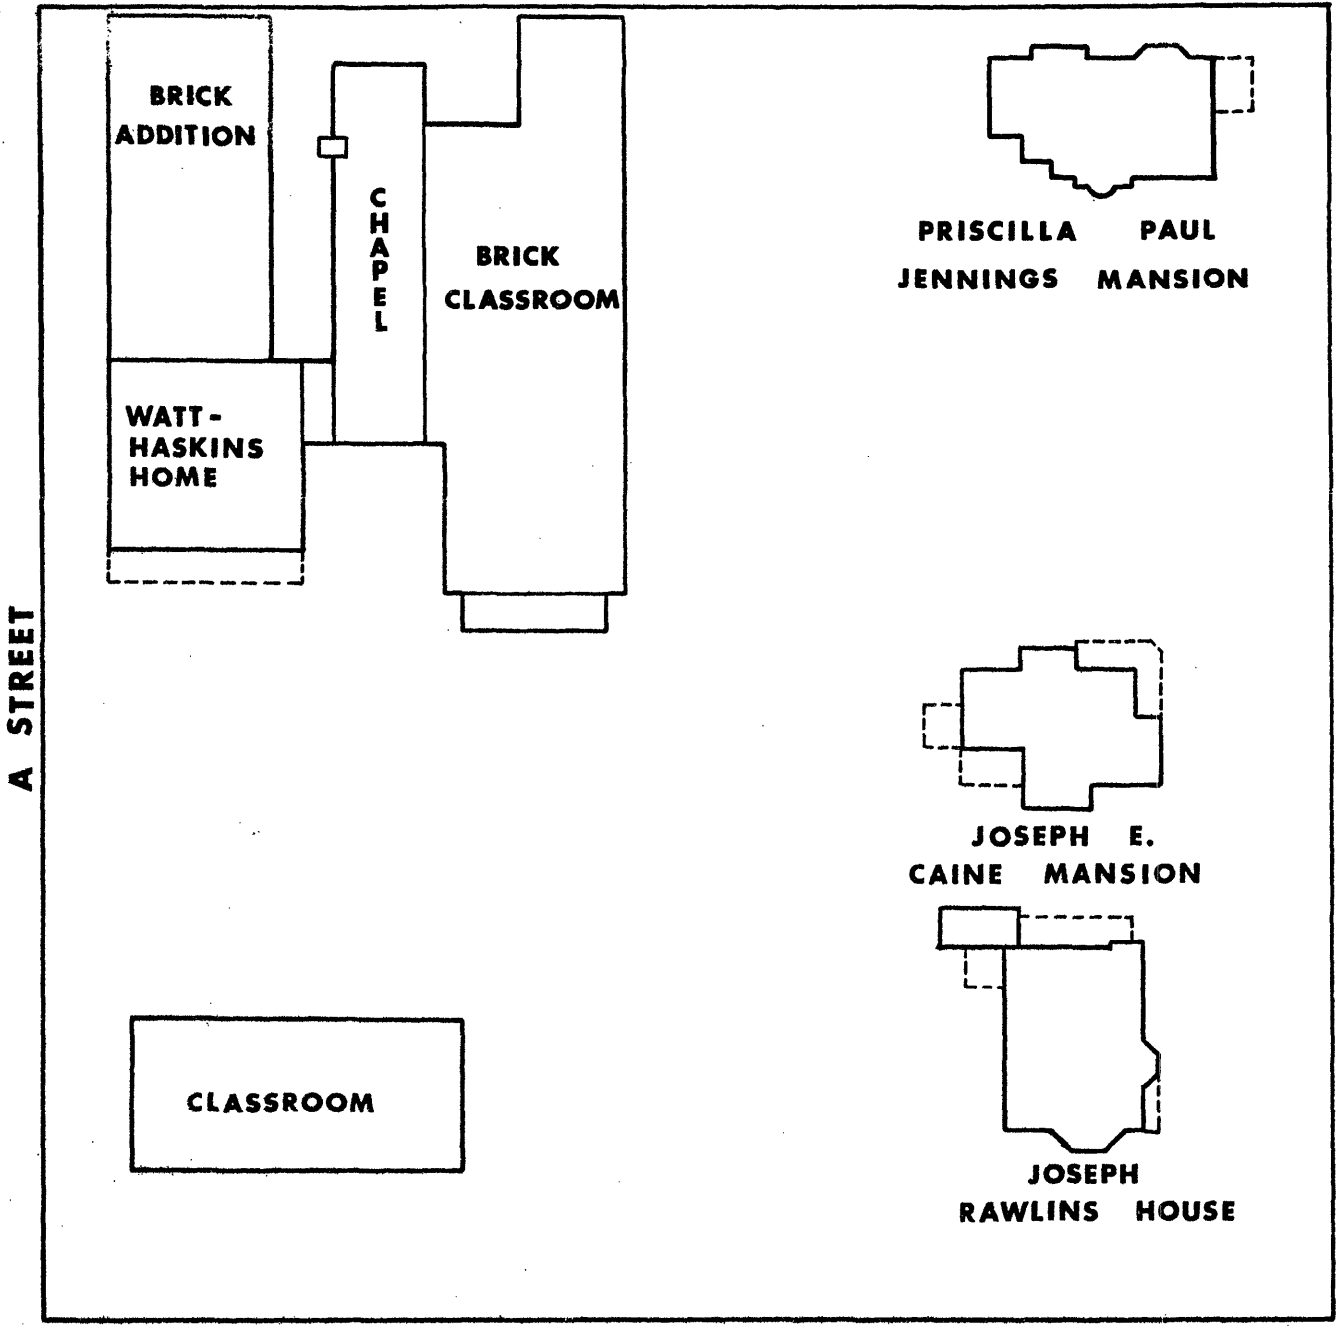 BRICK
ADDITION
CHAPEL
BRICK
CLASSROOM
WATT-
HASKINS
HOME
PRISCILLA PAUL
JENNINGS MANSION
A STREET
JOSEPH E.
CAINE MANSION
CLASSROOM
JOSEPH
RAWLINS HOUSE